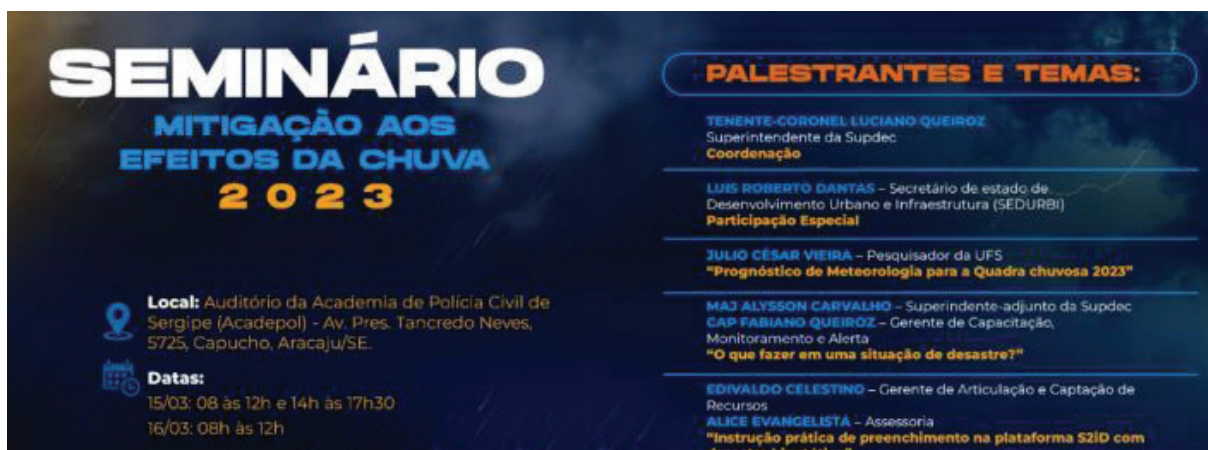 SEMINÁRIO
MITIGAÇÃO AOS
EFEITOS DA CHUVA
2023
Local: Auditório da Academia de Polícia Civil de
Sergipe (Acadepol) - Av. Pres. Tancredo Neves,
5725, Capucho, Aracaju/SE.
Datas:
15/03: 08 às 12h e 14h às 17h30
16/03: 08h às 12h
PALESTRANTES E TEMAS:
TENENTE-CORONEL LUCIANO QUEIROZ
Superintendente da Supdec
Coordenação
LUIS ROBERTO DANTAS – Secretário de estado de
Desenvolvimento Urbano e Infraestrutura (SEDURBI)
Participação Especial
JULIO CÉSAR VIEIRA – Pesquisador da UFS
"Prognóstico de Meteorologia para a Quadra chuvosa 2023"
MAJ ALYSSON CARVALHO – Superindente-adjunto da Supdec
CAP FABIANO QUEIROZ – Gerente de Capacitação,
Monitoramento e Alerta
"O que fazer em uma situação de desastre?"
EDIVALDO CELESTINO – Gerente de Articulação e Captação de
Recursos
ALICE EVANGELISTA – Assessoria
"Instrução prática de preenchimento na plataforma S2iD com